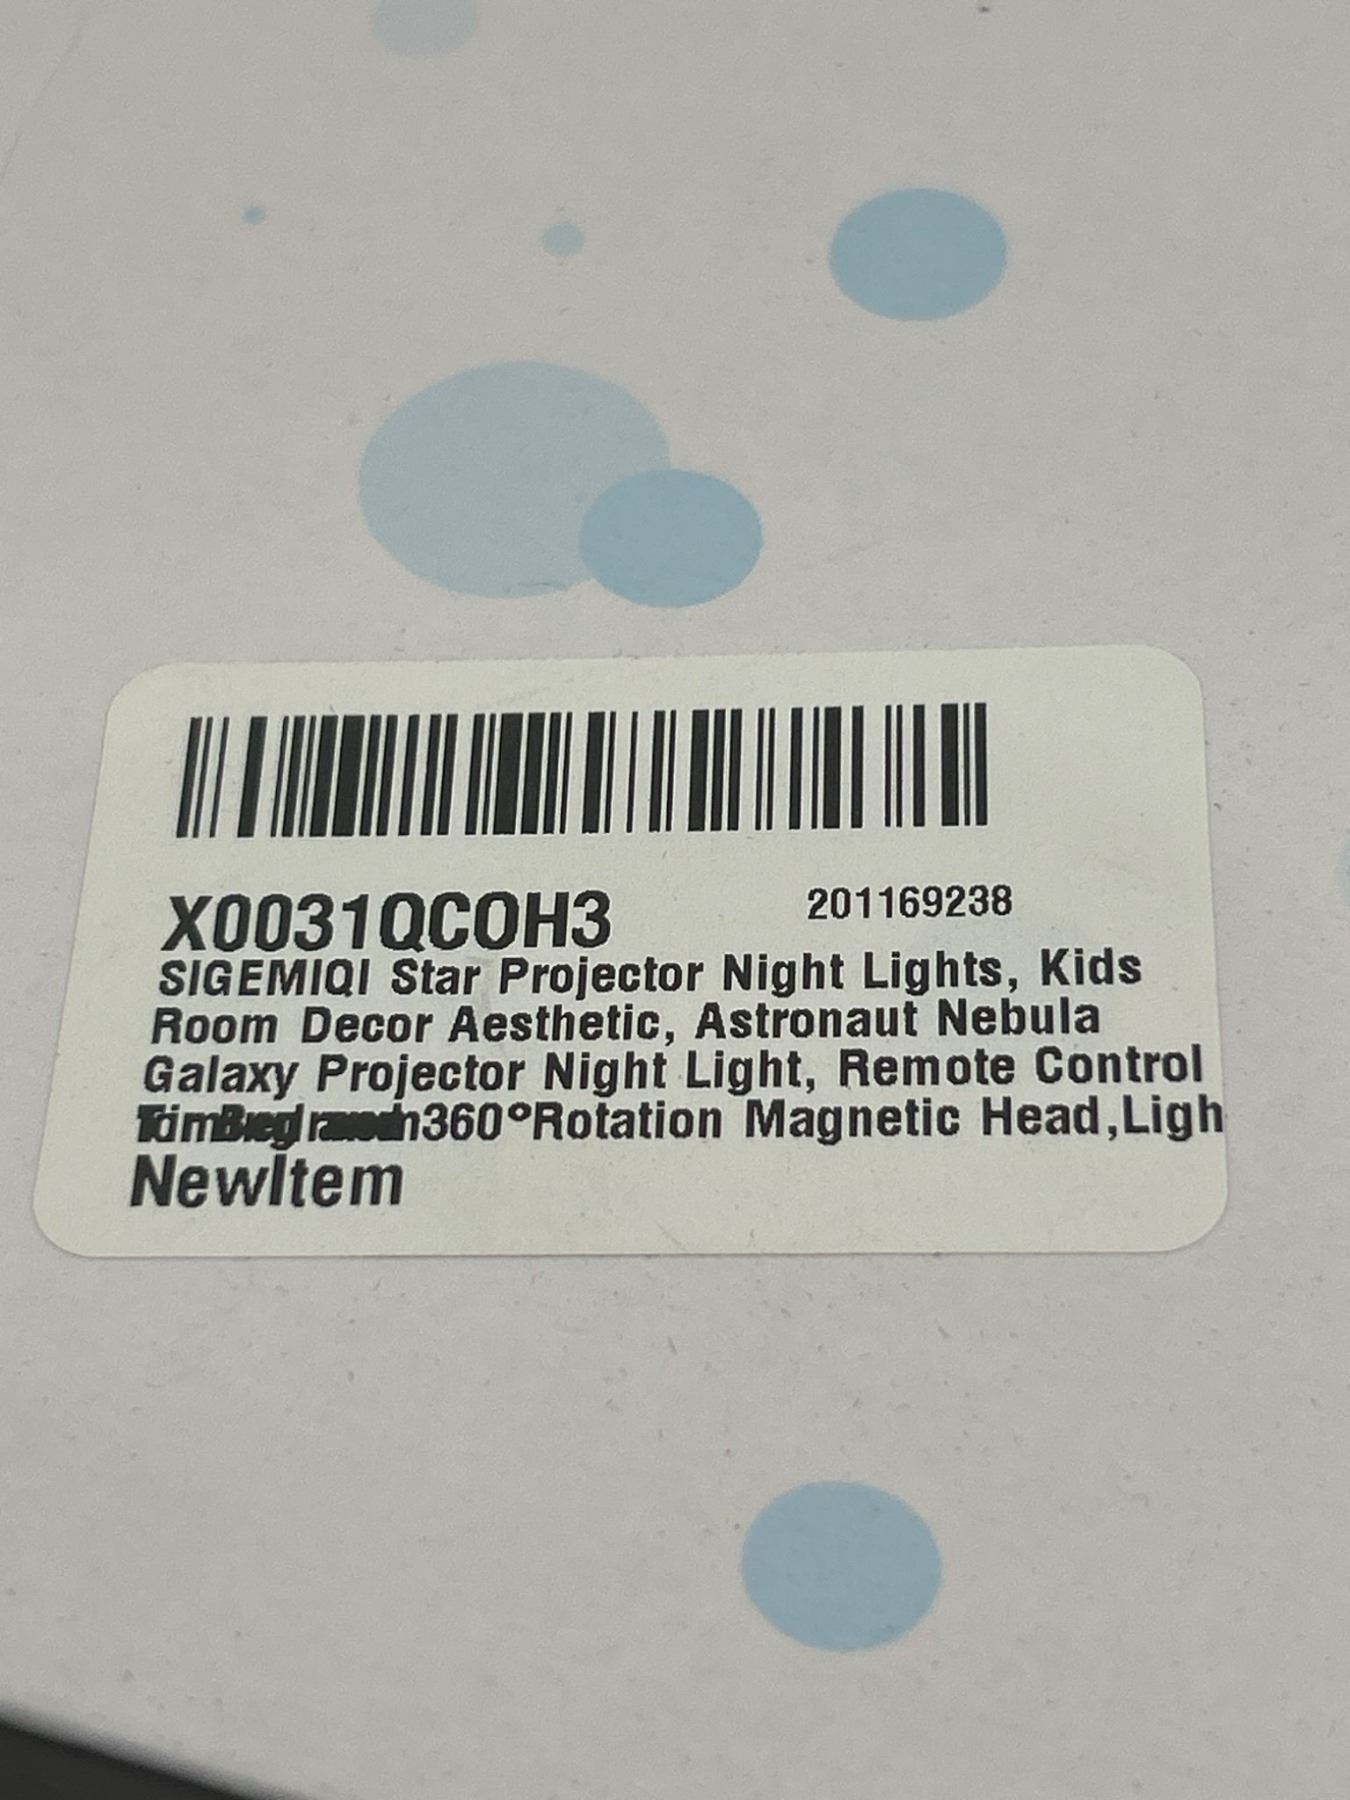 X0031QCOH3
201169238
SIGEMIQI Star Projector Night Lights, Kids
Room Decor Aesthetic, Astronaut Nebula
Galaxy Projector Night Light, Remote Control
360°Rotation Magnetic Head,Ligh
NewItem